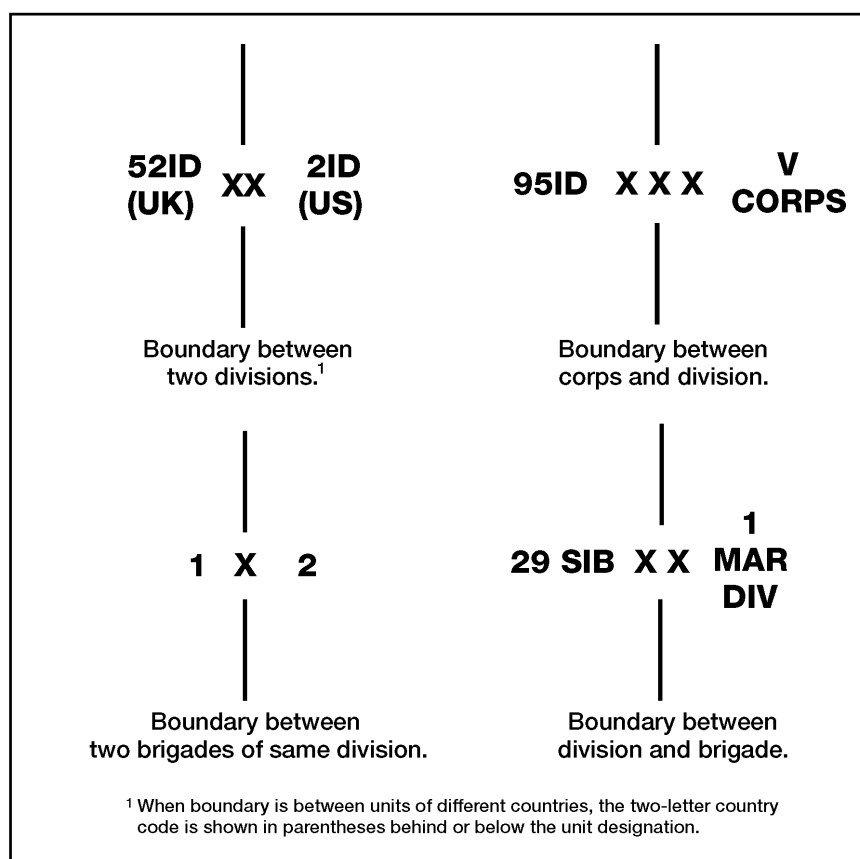 52ID
(UK)
XX
2ID
(US)
Boundary between
two divisions.¹
95ID X X X
V
CORPS
Boundary between
corps and division.
1 X 2
Boundary between
two brigades of same division.
29 SIB X X
1
MAR
DIV
Boundary between
division and brigade.
¹ When boundary is between units of different countries, the two-letter country
code is shown in parentheses behind or below the unit designation.